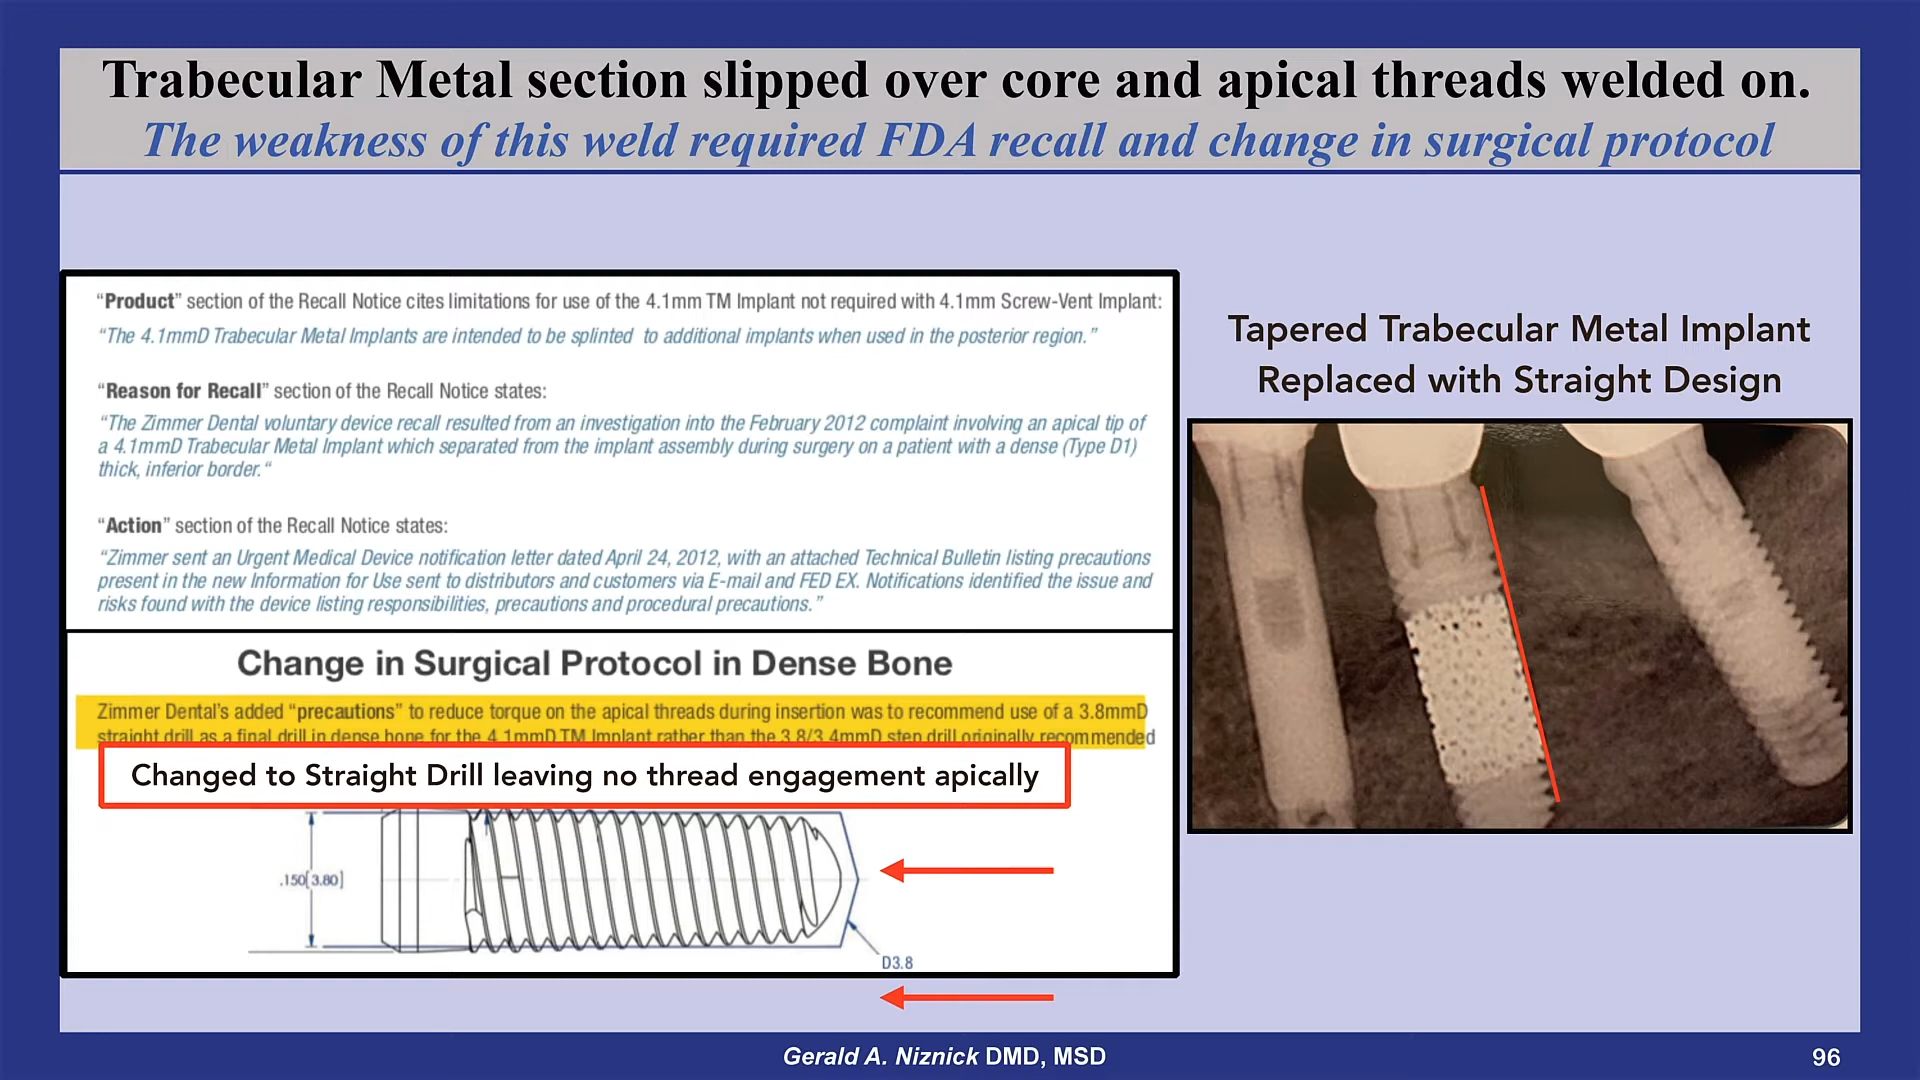 Trabecular Metal section slipped over core and apical threads welded on.
The weakness of this weld required FDA recall and change in surgical protocol
“Product” section of the Recall Notice cites limitations for use of the 4.1mm TM Implant not required with 4.1mm Screw-Vent Implant:
“The 4.1mmD Trabecular Metal Implants are intended to be splinted to additional implants when used in the posterior region.”
“Reason for Recall” section of the Recall Notice states:
“The Zimmer Dental voluntary device recall resulted from an investigation into the February 2012 complaint involving an apical tip of
a 4.1mmD Trabecular Metal Implant which separated from the implant assembly during surgery on a patient with a dense (Type D1)
thick, inferior border.“
“Action” section of the Recall Notice states:
“Zimmer sent an Urgent Medical Device notification letter dated April 24, 2012, with an attached Technical Bulletin listing precautions
present in the new Information for Use sent to distributors and customers via E-mail and FED EX. Notifications identified the issue and
risks found with the device listing responsibilities, precautions and procedural precautions.”
Change in Surgical Protocol in Dense Bone
Zimmer Dental’s added “precautions” to reduce torque on the apical threads during insertion was to recommend use of a 3.8mmD
straight drill as a final drill in dense bone for the 4.1mmD TM Implant rather than the 3.8/3.4mmD step drill originally recommended
Changed to Straight Drill leaving no thread engagement apically
.150[3.80]
D3.8
Tapered Trabecular Metal Implant
Replaced with Straight Design
Gerald A. Niznick DMD, MSD
96